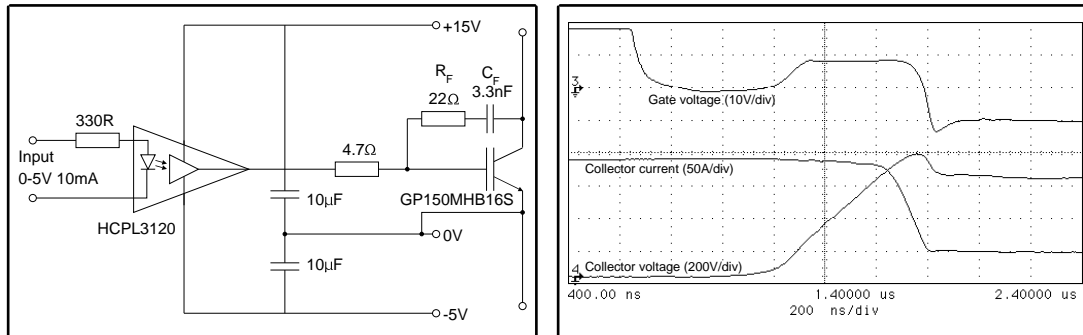 +15V
R_F
C_F
3.3nF
22Ω
330R
4.7Ω
Input
0-5V 10mA
10μF
GP150MHB16S
HCPL3120
0V
10μF
-5V
3
Gate voltage (10V/div)
Collector current (50A/div)
4
Collector voltage (200V/div)
400.00 ns
1.40000 us
2.40000 us
200 ns/div